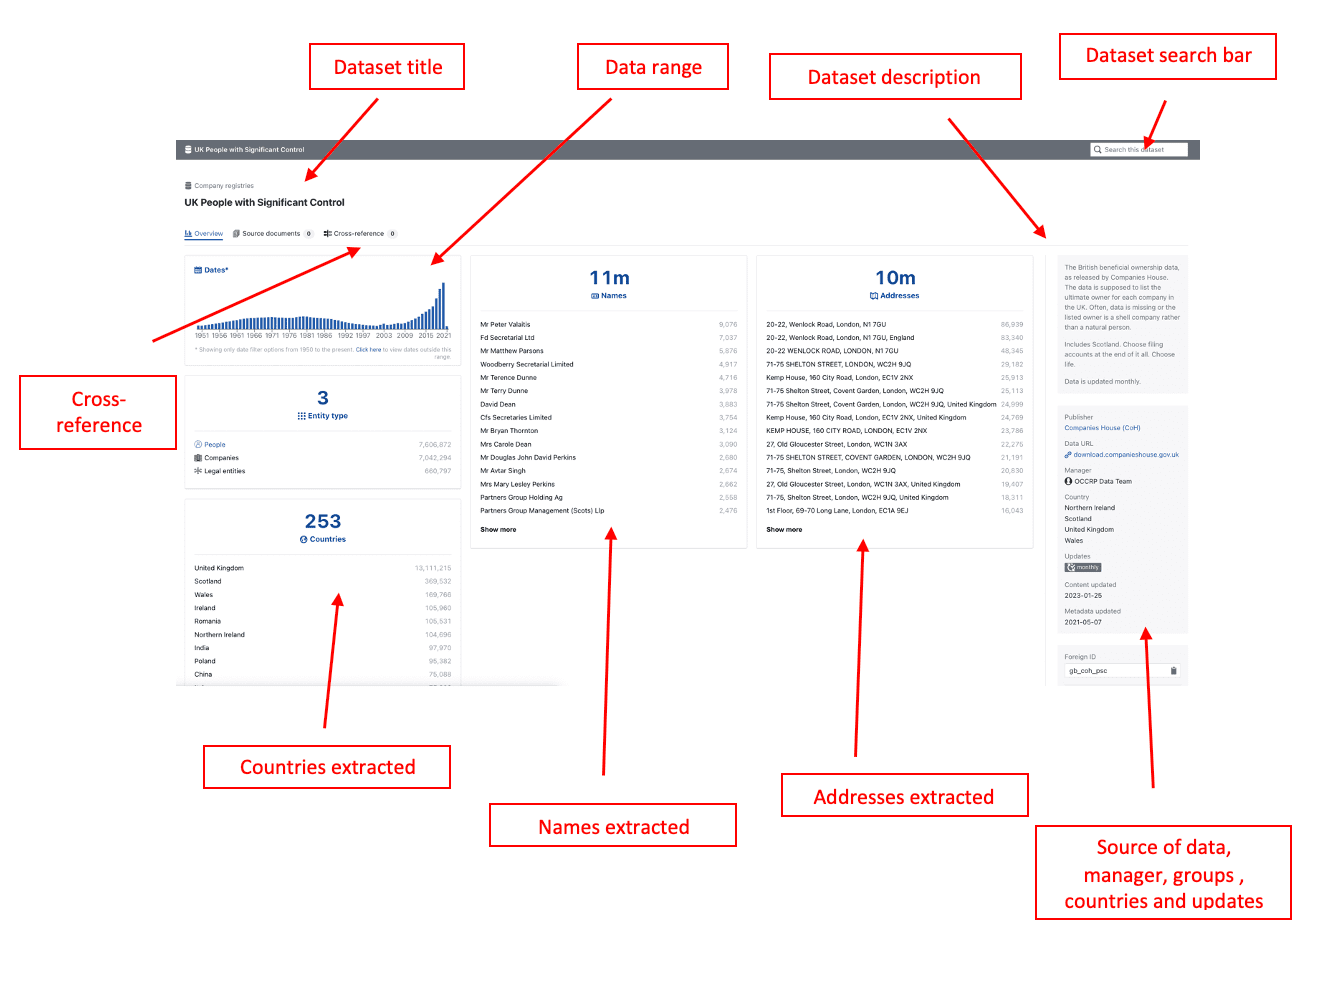 Dataset title
Data range
Dataset description
Dataset search bar
UK People with Significant Control
Search this dataset
Company registries
UK People with Significant Control
Overview
Source documents 0
Cross-reference 0
Dates*
1951 1956 1961 1966 1971 1976 1981 1986 1992 1997 2003 2009 2015 2021
* Showing only date filter options from 1950 to the present. Click here to view dates outside this
range.
Cross-
reference
3
Entity type
People 7,606,872
Companies 7,042,294
Legal entities 660,797
253
Countries
United Kingdom 13,111,215
Scotland 369,532
Wales 169,766
Ireland 105,960
Romania 105,531
Northern Ireland 104,696
India 97,970
Poland 95,382
China 75,088
11m
Names
Mr Peter Valaitis 9,076
Fd Secretarial Ltd 7,037
Mr Matthew Parsons 5,676
Woodberry Secretarial Limited 4,917
Mr Terence Dunne 4,716
Mr Terry Dunne 3,978
David Dean 3,883
Cfs Secretaries Limited 3,754
Mr Bryan Thornton 3,124
Mrs Carole Dean 3,090
Mr Douglas John David Perkins 2,680
Mr Avtar Singh 2,674
Mrs Mary Lesley Perkins 2,662
Partners Group Holding Ag 2,558
Partners Group Management (Scots) Llp 2,476
Show more
10m
Addresses
20-22, Wenlock Road, London, N1 7GU 86,939
20-22, Wenlock Road, London, N1 7GU, England 83,340
20-22 WENLOCK ROAD, LONDON, N1 7GU 48,345
71-75 SHELTON STREET, LONDON, WC2H 9JQ 29,182
Kemp House, 160 City Road, London, EC1V 2NX 25,913
71-75 Shelton Street, Covent Garden, London, WC2H 9JQ 25,113
71-75 Shelton Street, Covent Garden, London, WC2H 9JQ, United Kingdom 24,999
Kemp House, 160 City Road, London, EC1V 2NX, United Kingdom 24,769
KEMP HOUSE, 160 CITY ROAD, LONDON, EC1V 2NX 23,786
27, Old Gloucester Street, London, WC1N 3AX 22,275
71-75 SHELTON STREET, COVENT GARDEN, LONDON, WC2H 9JQ 21,191
71-75, Shelton Street, London, WC2H 9JQ 20,830
27, Old Gloucester Street, London, WC1N 3AX, United Kingdom 19,407
71-75, Shelton Street, London, WC2H 9JQ, United Kingdom 18,311
1st Floor, 69-70 Long Lane, London, EC1A 9EJ 16,043
Show more
The British beneficial ownership data,
as released by Companies House.
The data is supposed to list the
ultimate owner for each company in
the UK. Often, data is missing or the
listed owner is a shell company rather
than a natural person.
Includes Scotland. Choose filing
accounts at the end of it all. Choose
life.
Data is updated monthly.
Publisher
Companies House (CoH)
Data URL
download.companieshouse.gov.uk
Manager
OCCRP Data Team
Country
Northern Ireland
Scotland
United Kingdom
Wales
Updates
monthly
Content updated
2023-01-25
Metadata updated
2021-05-07
Foreign ID
gb_coh_psc
Countries extracted
Names extracted
Addresses extracted
Source of data,
manager, groups ,
countries and updates